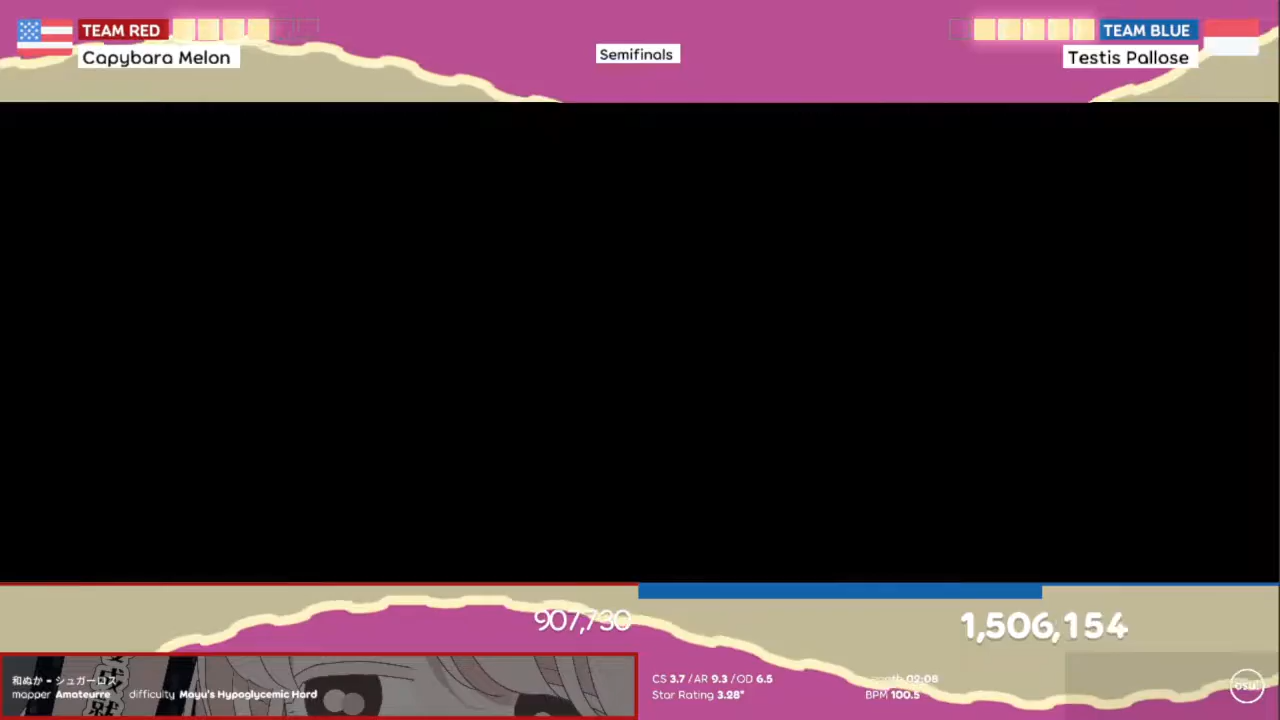 TEAM RED
Capybara Melon
Semifinals
TEAM BLUE
Testis Pallose
907,730
1,506,154
和ぬか - シュガーロス
mapper Amateurre difficulty Mayu's Hypoglycemic Hard
CS 3.7 / AR 9.3 / OD 6.5
Star Rating 3.28*
02:08
BPM 100.5
osu!